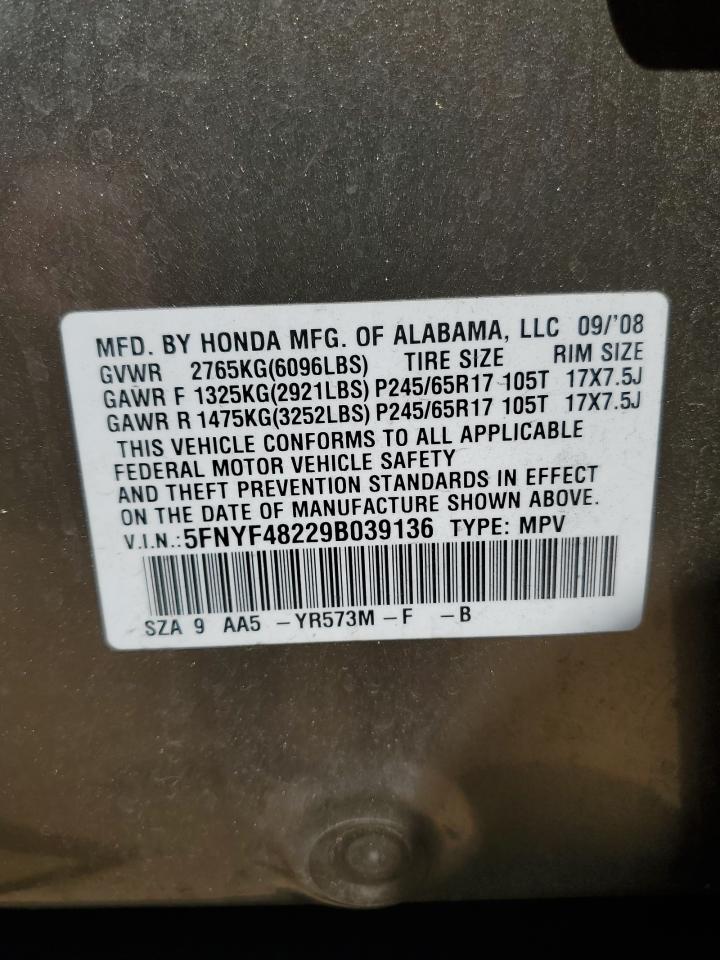 MFD. BY HONDA MFG. OF ALABAMA, LLC 09/'08
GVWR 2765KG(6096LBS) TIRE SIZE RIM SIZE
GAWR F 1325KG(2921LBS) P245/65R17 105T 17X7.5J
GAWR R 1475KG(3252LBS) P245/65R17 105T 17X7.5J
THIS VEHICLE CONFORMS TO ALL APPLICABLE
FEDERAL MOTOR VEHICLE SAFETY
AND THEFT PREVENTION STANDARDS IN EFFECT
ON THE DATE OF MANUFACTURE SHOWN ABOVE.
V.I.N.:5FNYF48229B039136 TYPE: MPV
SZA 9 AA5 -YR573M -F -B